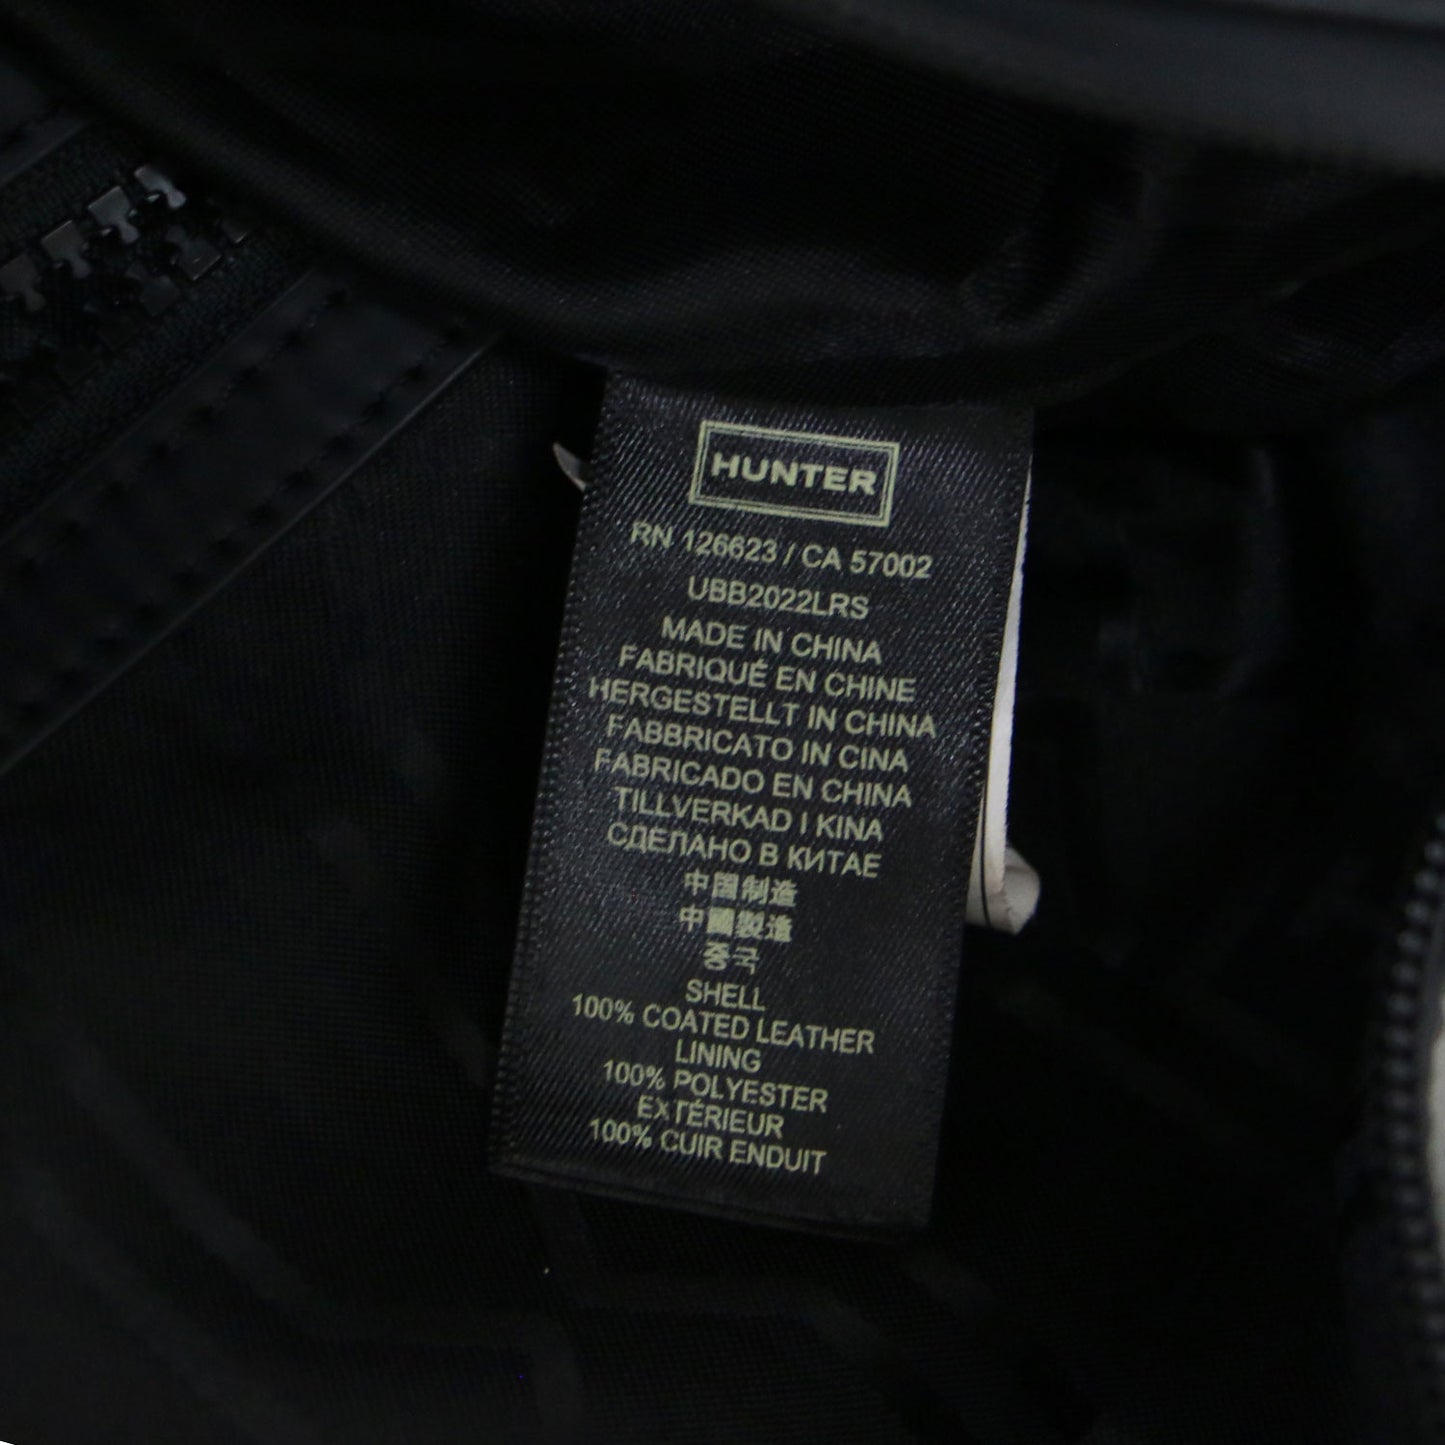 HUNTER
RN 126623 / CA 57002
UBB2022LRS
MADE IN CHINA
FABRIQUÉ EN CHINE
HERGESTELLT IN CHINA
FABBRICATO IN CINA
FABRICADO EN CHINA
TILLVERKAD I KINA
СДЕЛАНО В КИТАЕ
中国制造
中國製造
중국
SHELL
100% COATED LEATHER
LINING
100% POLYESTER
EXTÉRIEUR
100% CUIR ENDUIT